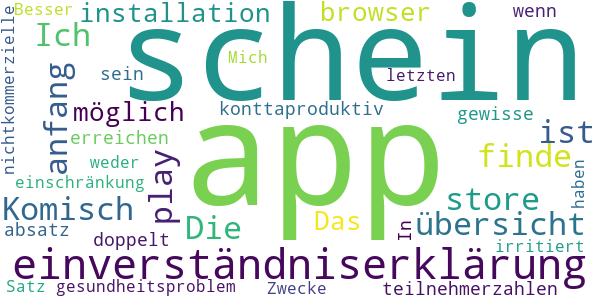 Besser installation browser wenn
nichtkommerzielle Ich schein
Mich
sein letzten
anfang möglich konttaproduktiv gewisse
app ist
erreichen
weder play finde
einschränkung haben
Komisch store
absatz Die Das In übersicht
doppelt irritiert
einverständniserklärung
Satz gesundheitsproblem Zwecke teilnehmerzahlen